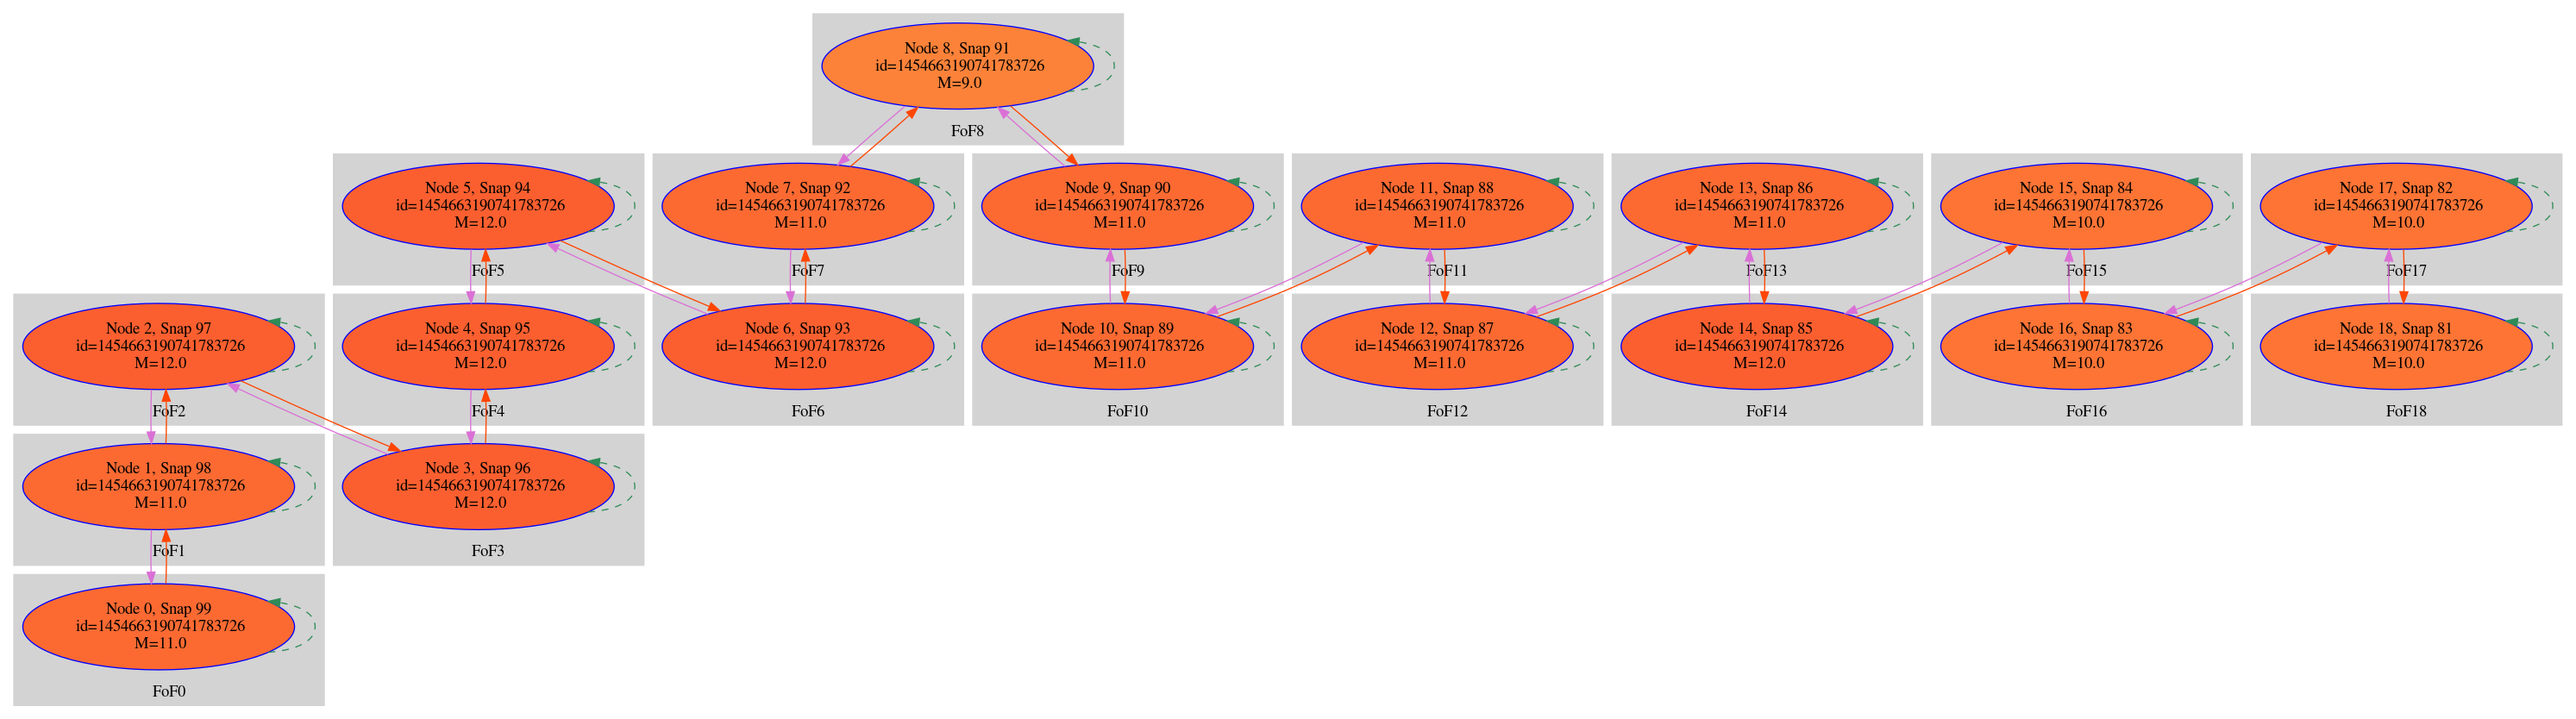 Node 8, Snap 91
id=1454663190741783726
M=9.0
FoF8
Node 5, Snap 94
id=1454663190741783726
M=12.0
FoF5
Node 7, Snap 92
id=1454663190741783726
M=11.0
FoF7
Node 9, Snap 90
id=1454663190741783726
M=11.0
FoF9
Node 11, Snap 88
id=1454663190741783726
M=11.0
FoF11
Node 13, Snap 86
id=1454663190741783726
M=11.0
FoF13
Node 15, Snap 84
id=1454663190741783726
M=10.0
FoF15
Node 17, Snap 82
id=1454663190741783726
M=10.0
FoF17
Node 2, Snap 97
id=1454663190741783726
M=12.0
FoF2
Node 4, Snap 95
id=1454663190741783726
M=12.0
FoF4
Node 6, Snap 93
id=1454663190741783726
M=12.0
FoF6
Node 10, Snap 89
id=1454663190741783726
M=11.0
FoF10
Node 12, Snap 87
id=1454663190741783726
M=11.0
FoF12
Node 14, Snap 85
id=1454663190741783726
M=12.0
FoF14
Node 16, Snap 83
id=1454663190741783726
M=10.0
FoF16
Node 18, Snap 81
id=1454663190741783726
M=10.0
FoF18
Node 1, Snap 98
id=1454663190741783726
M=11.0
FoF1
Node 3, Snap 96
id=1454663190741783726
M=12.0
FoF3
Node 0, Snap 99
id=1454663190741783726
M=11.0
FoF0